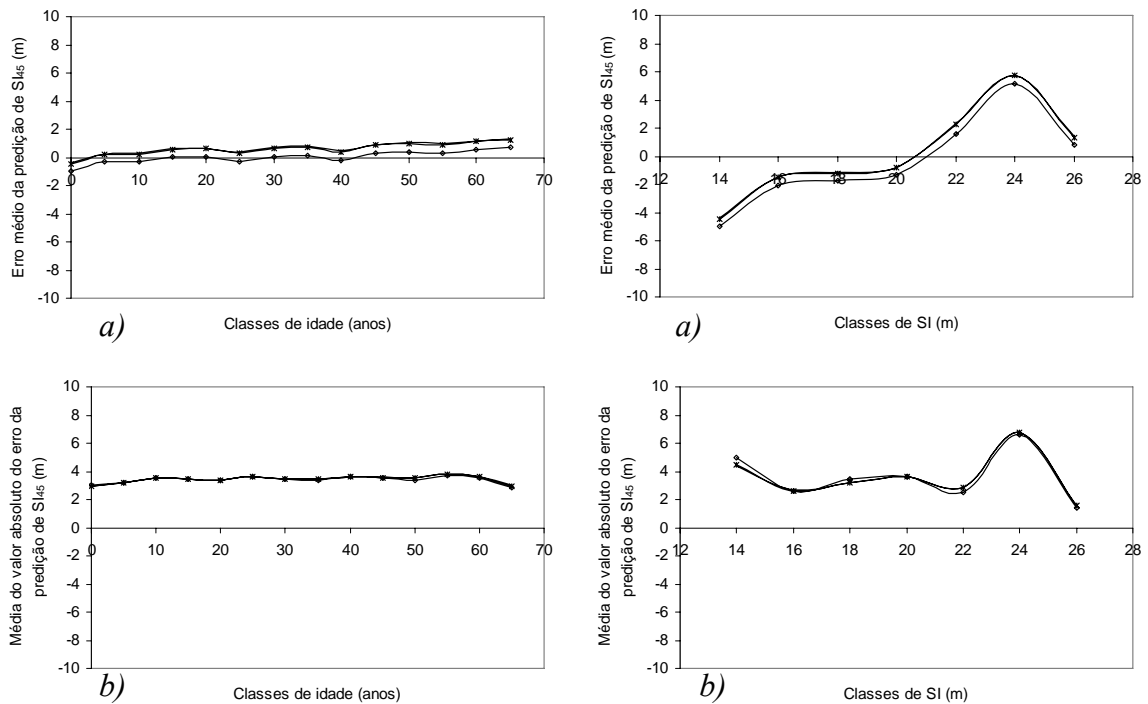 Erro médio da predição de SI45 (m)
10
8
6
4
2
0
-2
-4
-6
-8
-10
0 10 20 30 40 50 60 70
a)
Classes de idade (anos)
Erro médio da predição de SI45 (m)
10
8
6
4
2
0
-2
-4
-6
-8
-10
12 14 16 18 20 22 24 26 28
a)
Classes de SI (m)
Média do valor absoluto do erro da
predição de SI45 (m)
10
8
6
4
2
0
-2
-4
-6
-8
-10
0 10 20 30 40 50 60 70
b)
Classes de idade (anos)
Média do valor absoluto do erro da
predição de SI45 (m)
10
8
6
4
2
0
-2
-4
-6
-8
-10
12 14 16 18 20 22 24 26 28
b)
Classes de SI (m)